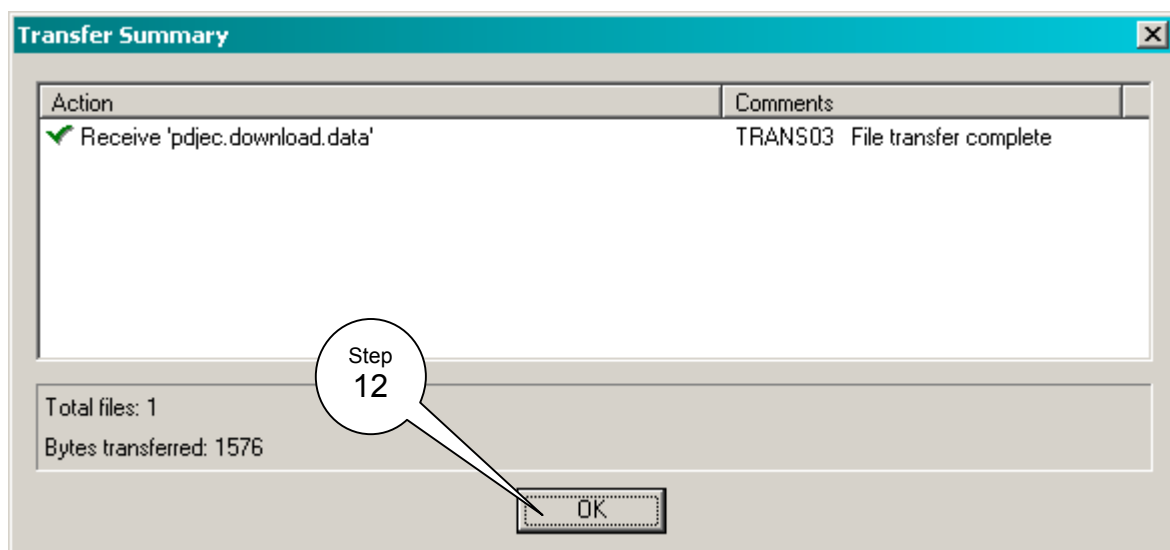 Transfer Summary
Action Comments
Receive 'pdjec.download.data' TRANS03 File transfer complete
Step
12
Total files: 1
Bytes transferred: 1576
OK